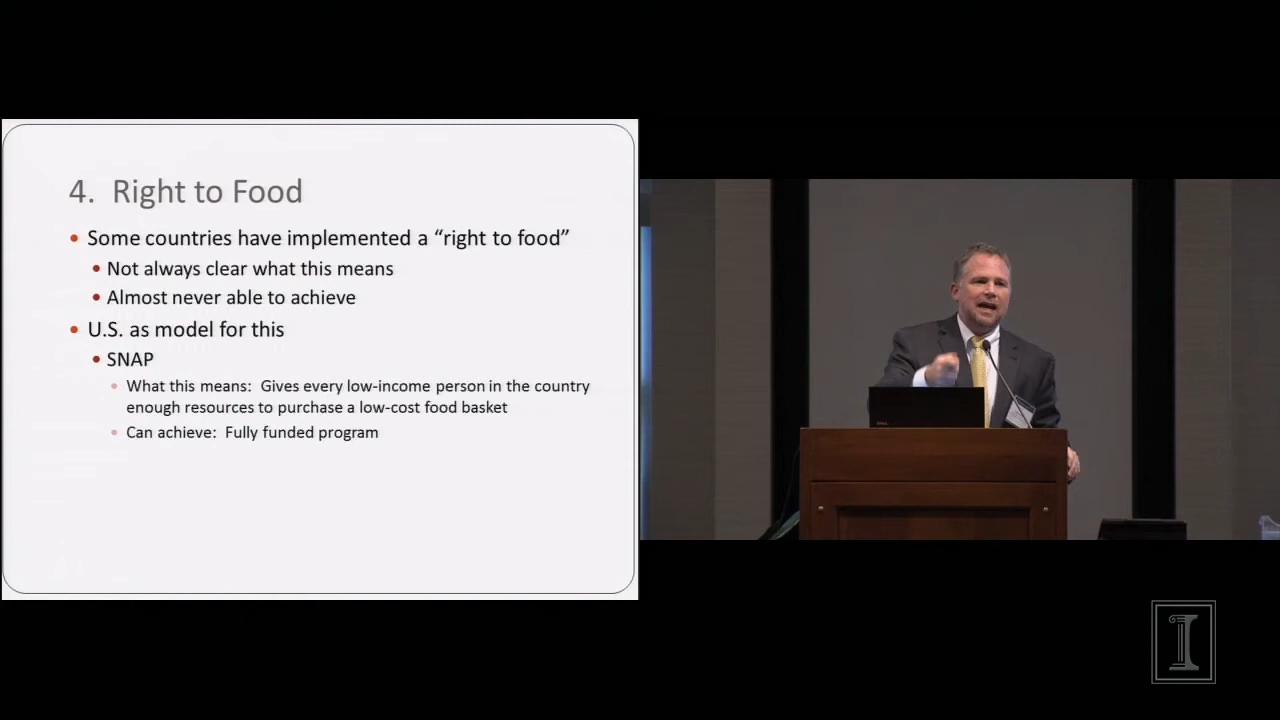 4. Right to Food
• Some countries have implemented a “right to food”
• Not always clear what this means
• Almost never able to achieve
• U.S. as model for this
• SNAP
• What this means: Gives every low-income person in the country
enough resources to purchase a low-cost food basket
• Can achieve: Fully funded program
DELL
I